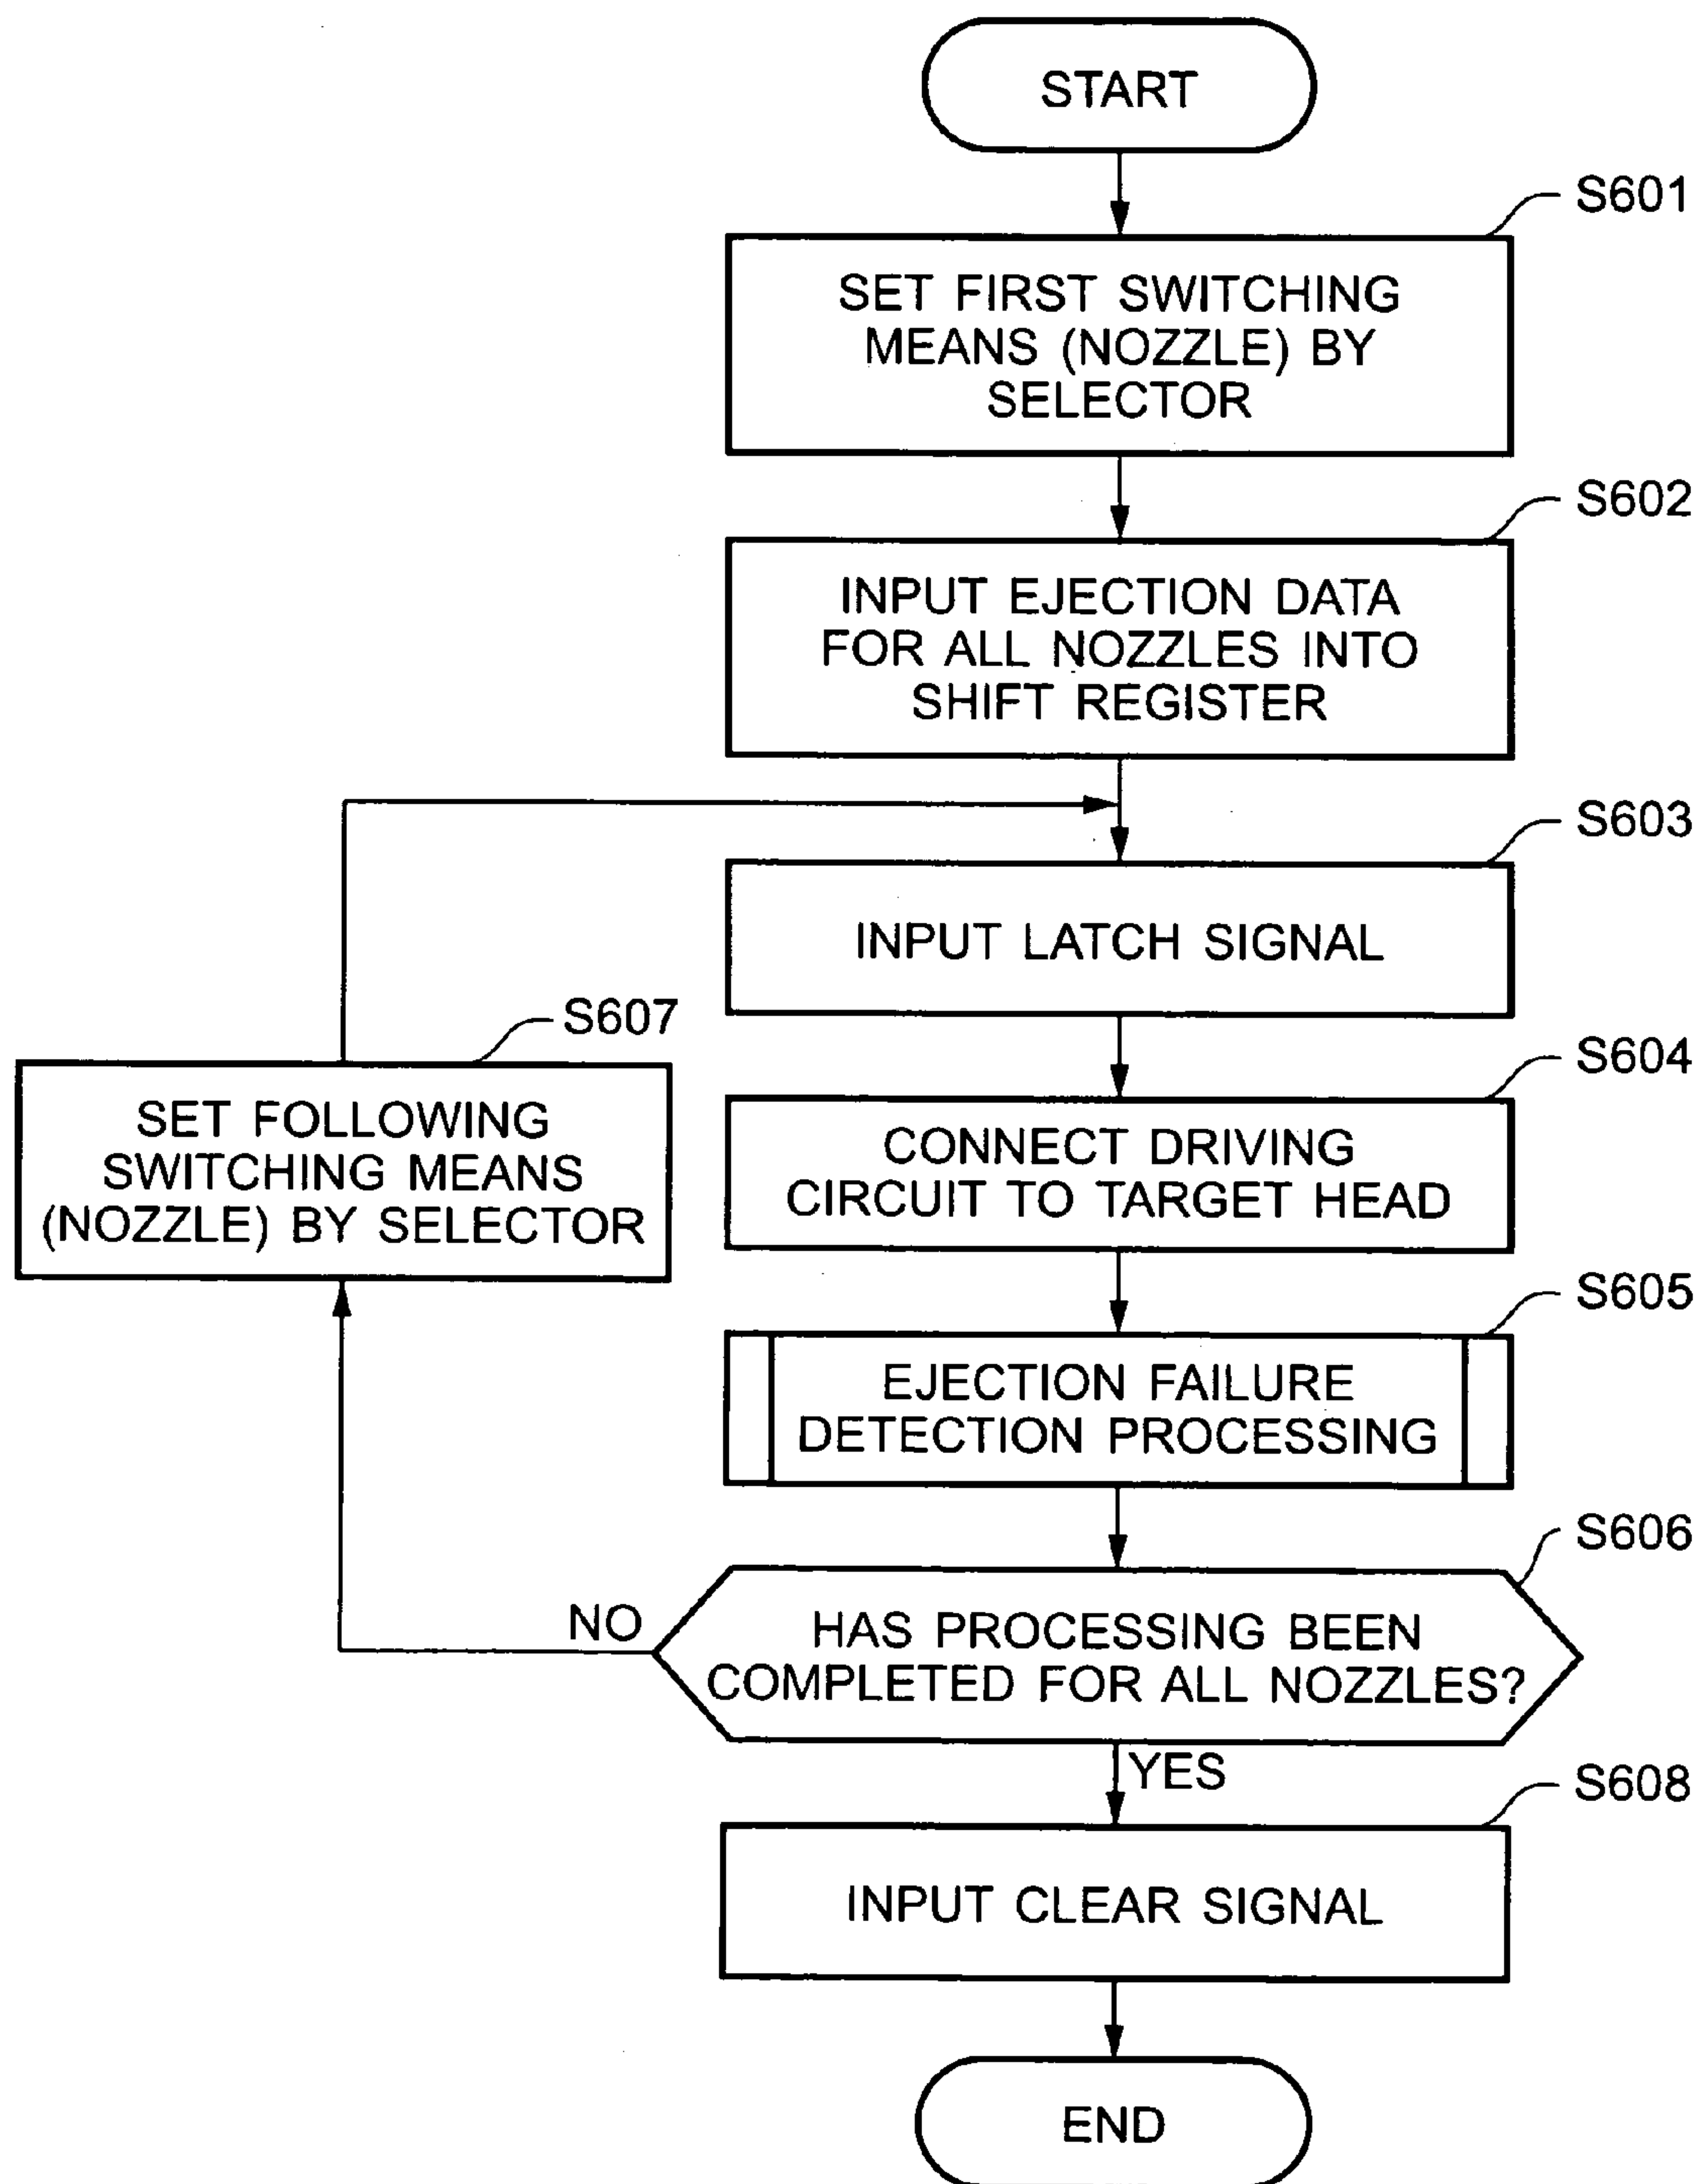 START
S601
SET FIRST SWITCHING
MEANS (NOZZLE) BY
SELECTOR
S602
INPUT EJECTION DATA
FOR ALL NOZZLES INTO
SHIFT REGISTER
S603
INPUT LATCH SIGNAL
S607
SET FOLLOWING
SWITCHING MEANS
(NOZZLE) BY SELECTOR
S604
CONNECT DRIVING
CIRCUIT TO TARGET HEAD
S605
EJECTION FAILURE
DETECTION PROCESSING
S606
NO
HAS PROCESSING BEEN
COMPLETED FOR ALL NOZZLES?
YES
S608
INPUT CLEAR SIGNAL
END